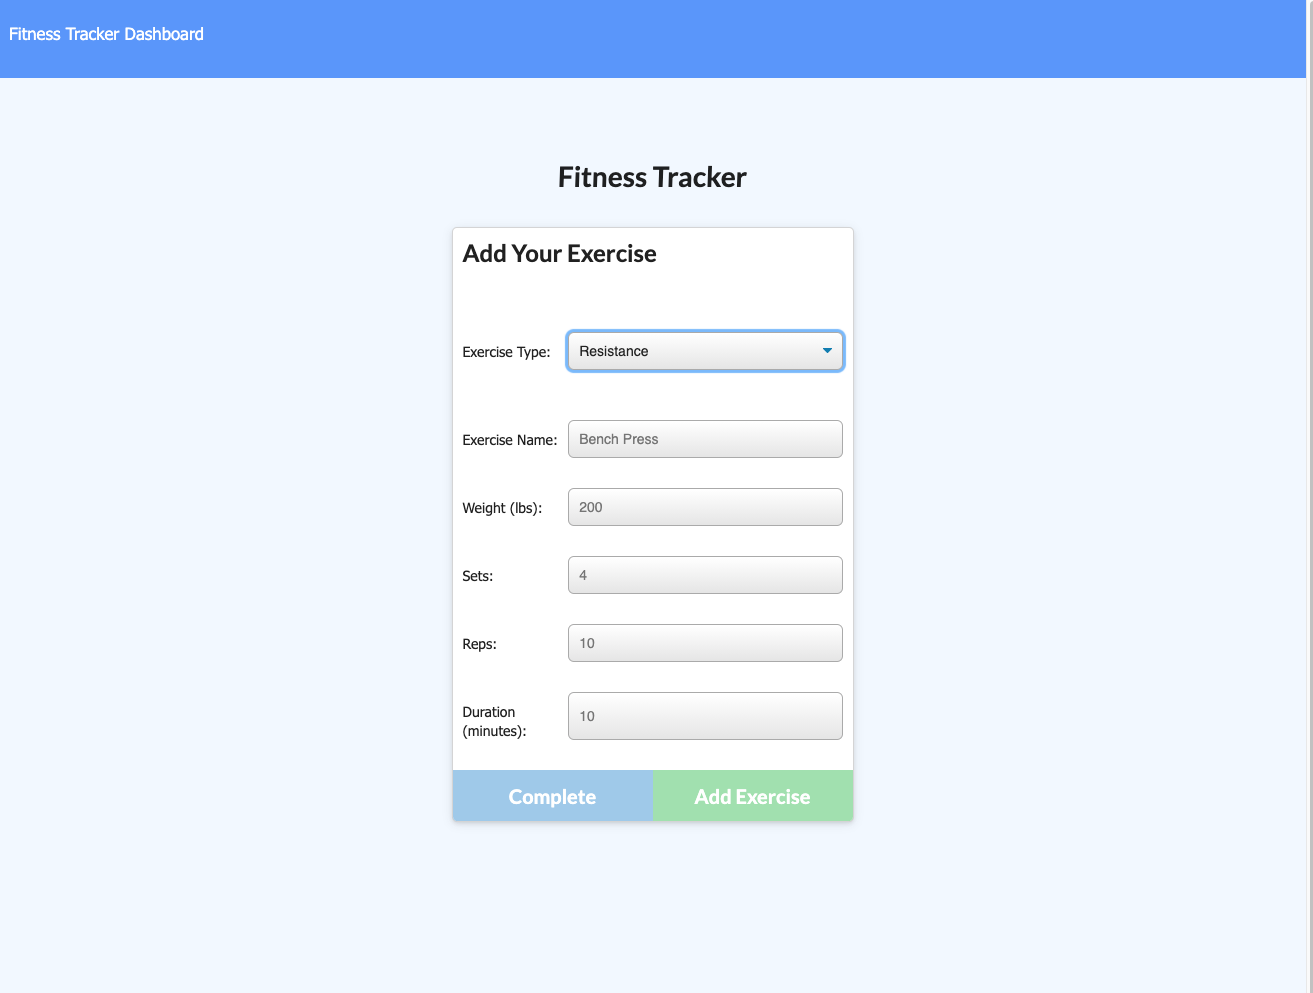 Fitness Tracker Dashboard
Fitness Tracker
Add Your Exercise
Exercise Type: Resistance
Exercise Name: Bench Press
Weight (lbs): 200
Sets: 4
Reps: 10
Duration (minutes): 10
Complete Add Exercise